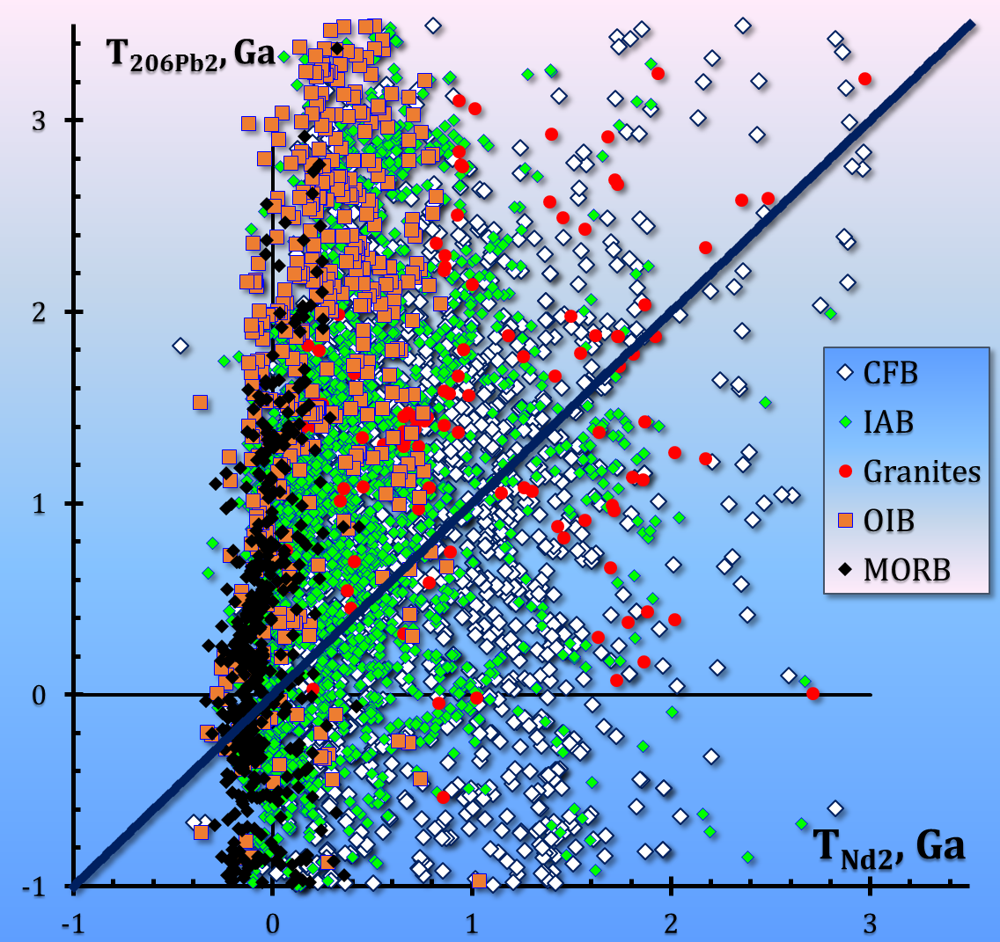 T206Pb2, Ga
3
2
1
0
-1
-1 0 1 2 3
TNd2, Ga
CFB
IAB
Granites
OIB
MORB